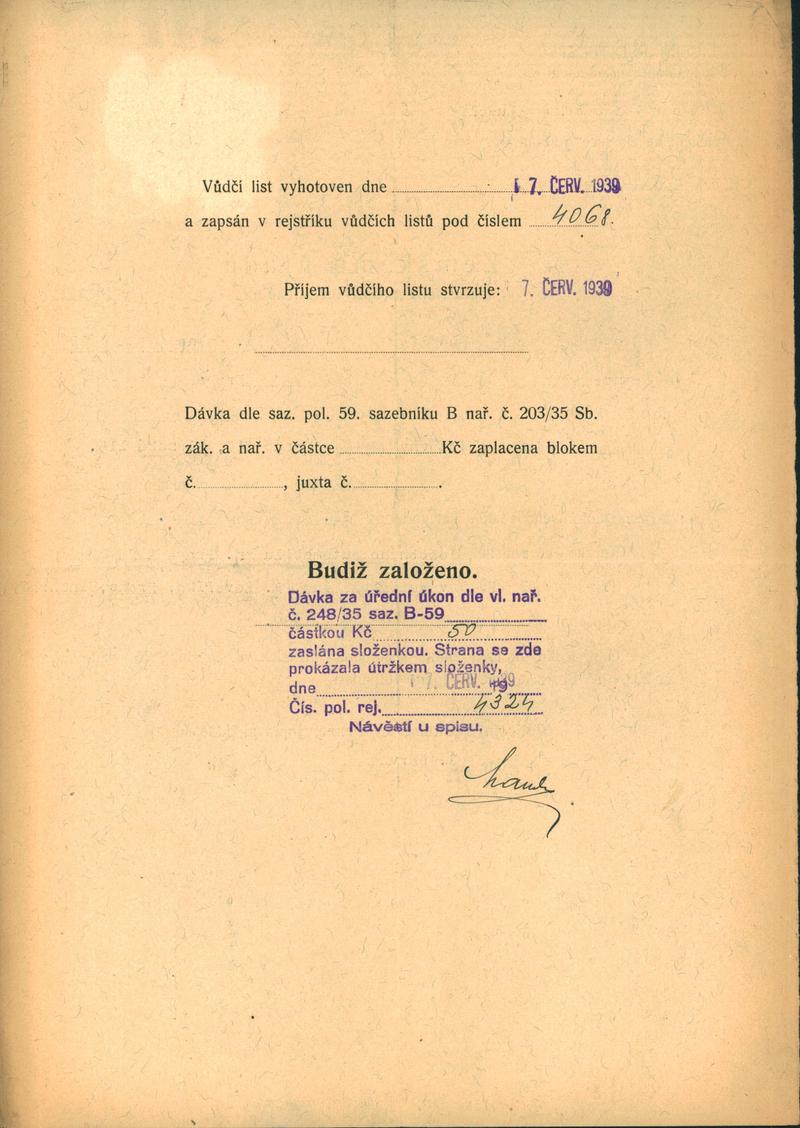 Vůdčí list vyhotoven dne 7. ČERV. 1939
a zapsán v rejstříku vůdčích listů pod číslem 4068.
Příjem vůdčího listu stvrzuje: 7. ČERV. 1939
Dávka dle saz. pol. 59. sazebníku B nař. č. 203/35 Sb.
zák. a nař. v částce Kč zaplacena blokem
č. , juxta č. .
Budiž založeno.
Dávka za úřední úkon dle vl. nař.
č. 248/35 saz. B-59
částkou Kč 50
zaslána složenkou. Strana se zde
prokázala útržkem složenky,
dne 7. ČERV. 1939
Čís. pol. rej. 4324
Návěstí u spisu.